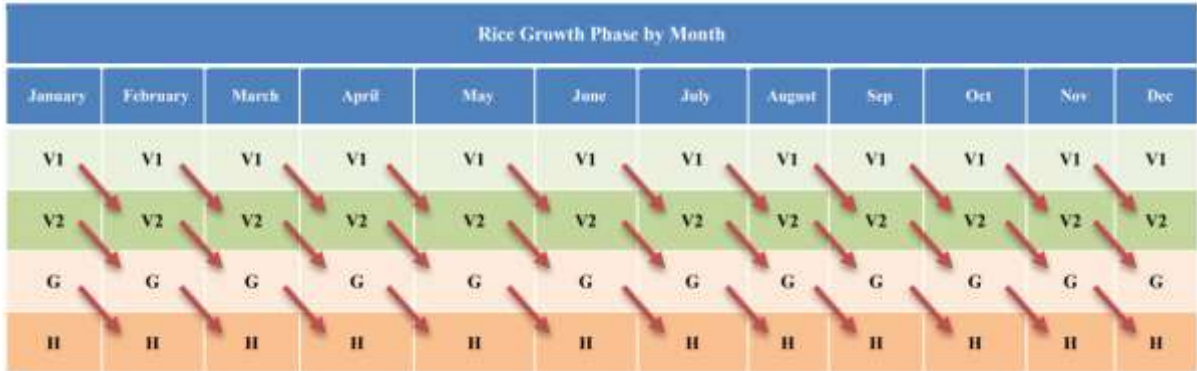 Rice Growth Phase by Month
January February March April May June July August Sep Oct Nov Dec
V1 V1 V1 V1 V1 V1 V1 V1 V1 V1 V1 V1
V2 V2 V2 V2 V2 V2 V2 V2 V2 V2 V2 V2
G G G G G G G G G G G G
H H H H H H H H H H H H